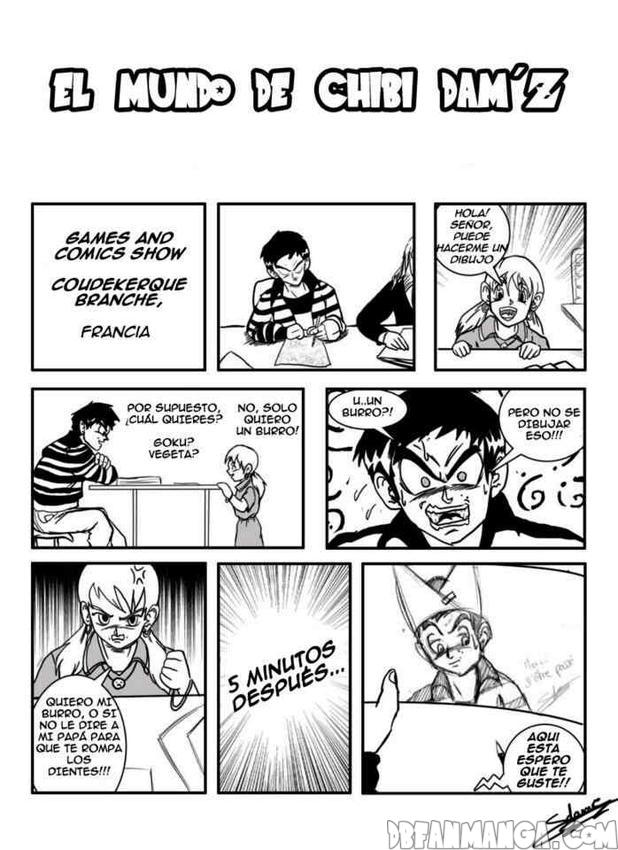 EL MUNDO DE CHIBI DAM'Z
GAMES AND
COMICS SHOW
COUDEKERQUE
BRANCHE,
FRANCIA
HOLA!
SEÑOR,
PUEDE
HACERME UN
DIBUJO
POR SUPUESTO,
¿CUÁL QUIERES?
GOKU?
VEGETA?
NO, SOLO
QUIERO
UN BURRO!
U..UN
BURRO?!
PERO NO SE
DIBUJAR
ESO!!!
QUIERO MI
BURRO, O SI
NO LE DIRE A
MI PAPÁ PARA
QUE TE ROMPA
LOS
DIENTES!!!
5 MINUTOS
DESPUÉS...
AQUI
ESTA
ESPERO
QUE TE
GUSTE!!
DBFANMANGA.COM